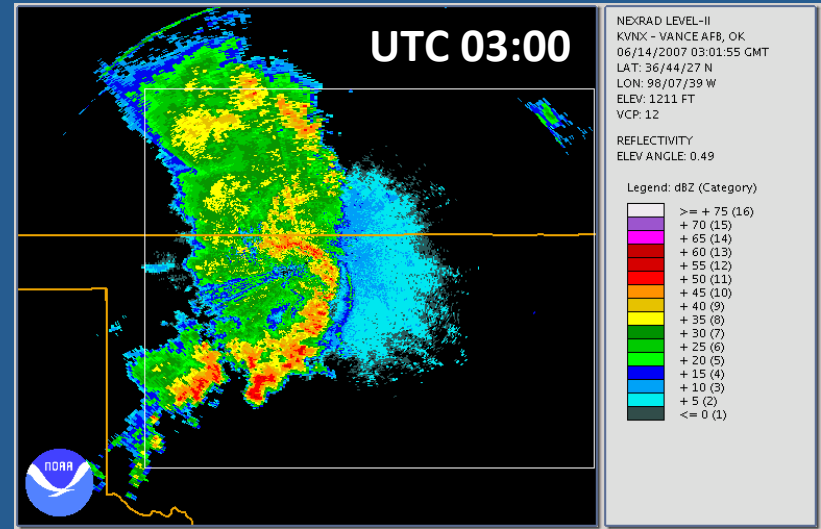 UTC 03:00
NOAA
NEXRAD LEVEL-II
KVNX - VANCE AFB, OK
06/14/2007 03:01:55 GMT
LAT: 36/44/27 N
LON: 98/07/39 W
ELEV: 1211 FT
VCP: 12
REFLECTIVITY
ELEV ANGLE: 0.49
Legend: dBZ (Category)
>= + 75 (16)
+ 70 (15)
+ 65 (14)
+ 60 (13)
+ 55 (12)
+ 50 (11)
+ 45 (10)
+ 40 (9)
+ 35 (8)
+ 30 (7)
+ 25 (6)
+ 20 (5)
+ 15 (4)
+ 10 (3)
+ 5 (2)
<= 0 (1)